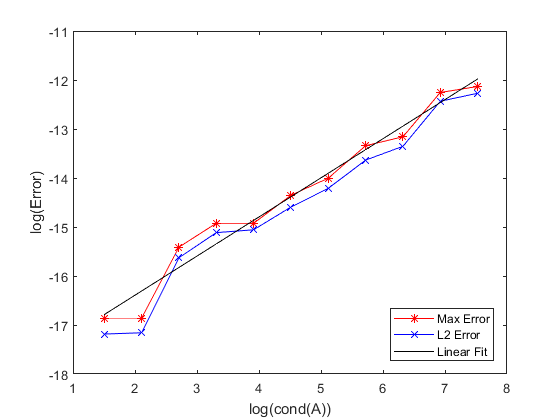 -11
-12
-13
-14
-15
-16
-17
-18
log(Error)
Max Error
L2 Error
Linear Fit
1 2 3 4 5 6 7 8
log(cond(A))